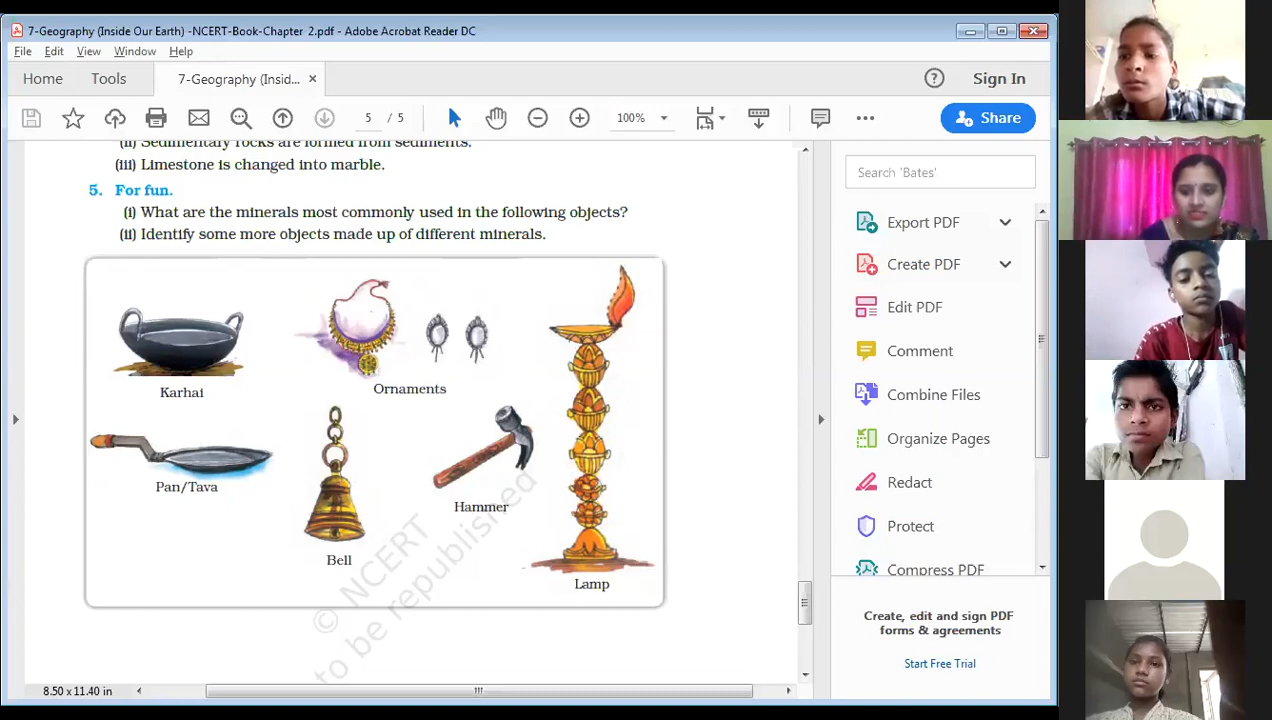 7-Geography (Inside Our Earth) -NCERT-Book-Chapter 2.pdf - Adobe Acrobat Reader DC
File Edit View Window Help
Home Tools 7-Geography (Insid... × Sign In
5 / 5 100% Share
(ii) Sedimentary rocks are formed from sediments.
(iii) Limestone is changed into marble.
5. For fun.
(i) What are the minerals most commonly used in the following objects?
(ii) Identify some more objects made up of different minerals.
Karhai
Ornaments
Pan/Tava
Bell
Hammer
Lamp
© NCERT
to be republished
8.50 x 11.40 in
Search 'Bates'
Export PDF
Create PDF
Edit PDF
Comment
Combine Files
Organize Pages
Redact
Protect
Compress PDF
Create, edit and sign PDF
forms & agreements
Start Free Trial